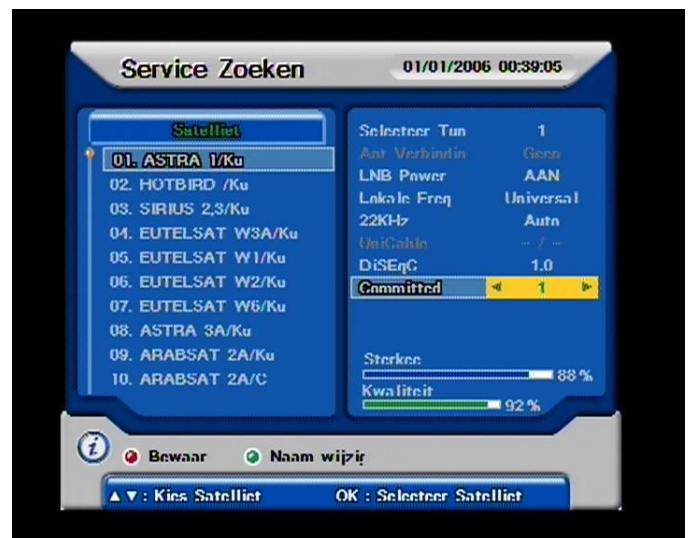 Service Zoeken
01/01/2006 00:39:05
Satelliet
01. ASTRA 1/Ku
02. HOTBIRD /Ku
03. SIRIUS 2,3/Ku
04. EUTELSAT W3A/Ku
05. EUTELSAT W1/Ku
06. EUTELSAT W2/Ku
07. EUTELSAT W6/Ku
08. ASTRA 3A/Ku
09. ARABSAT 2A/Ku
10. ARABSAT 2A/C
Selecteer Tun 1
Ant Verbindin Geen
LNB Power AAN
Lokale Freq Universal
22KHz Auto
UniCable -- / --
DiSEqC 1.0
Committed 1
Sterkee
88 %
Kwaliteit
92 %
Bewaar Naam wijzig
▲ ▼ : Kies Satelliet OK : Selecteer Satelliet